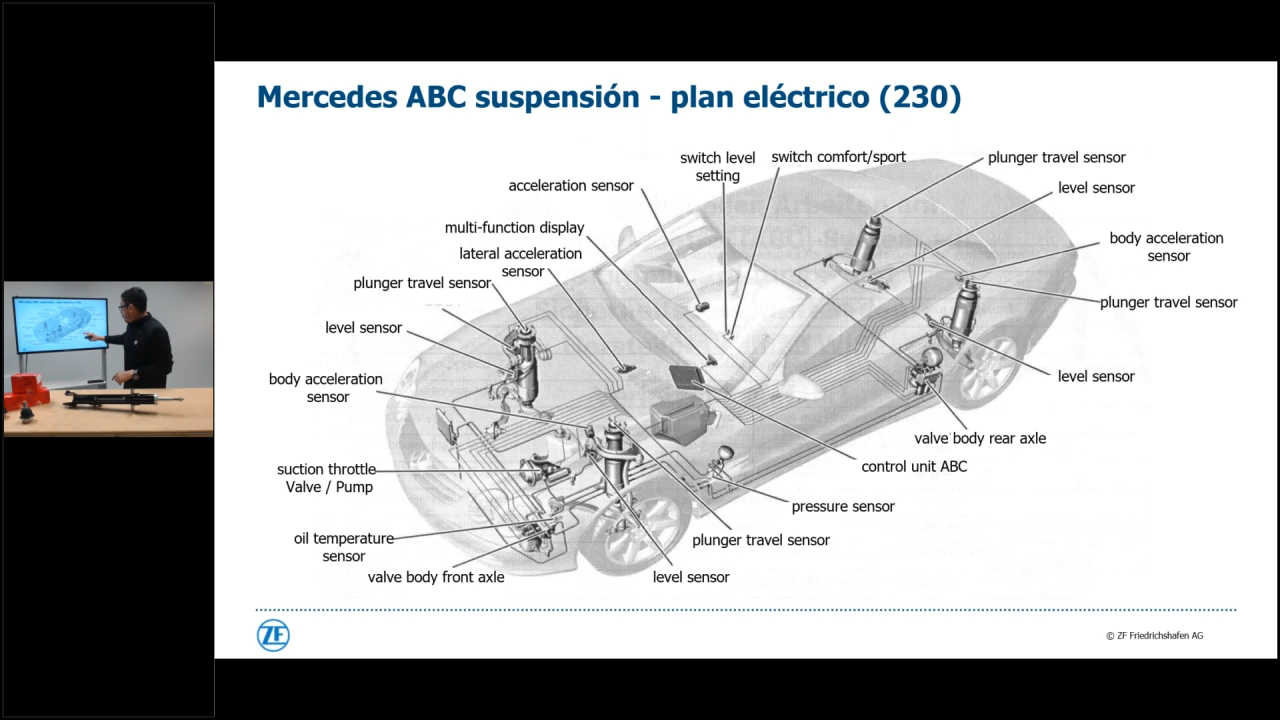 Mercedes ABC suspensión - plan eléctrico (230)
switch level
setting
switch comfort/sport
plunger travel sensor
acceleration sensor
level sensor
multi-function display
body acceleration
sensor
lateral acceleration
sensor
plunger travel sensor
plunger travel sensor
level sensor
body acceleration
sensor
level sensor
valve body rear axle
control unit ABC
suction throttle
Valve / Pump
pressure sensor
oil temperature
sensor
plunger travel sensor
valve body front axle
level sensor
ZF
© ZF Friedrichshafen AG